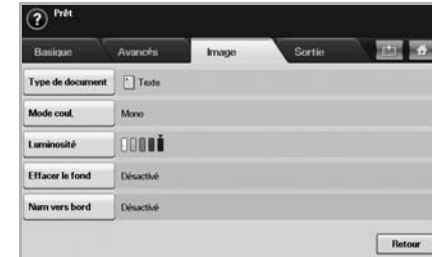 ? Prêt
Basique Avancés Image Sortie
Type de document Texte
Mode coul. Mono
Luminosité
Effacer le fond Désactivé
Num vers bord Désactivé
Retour